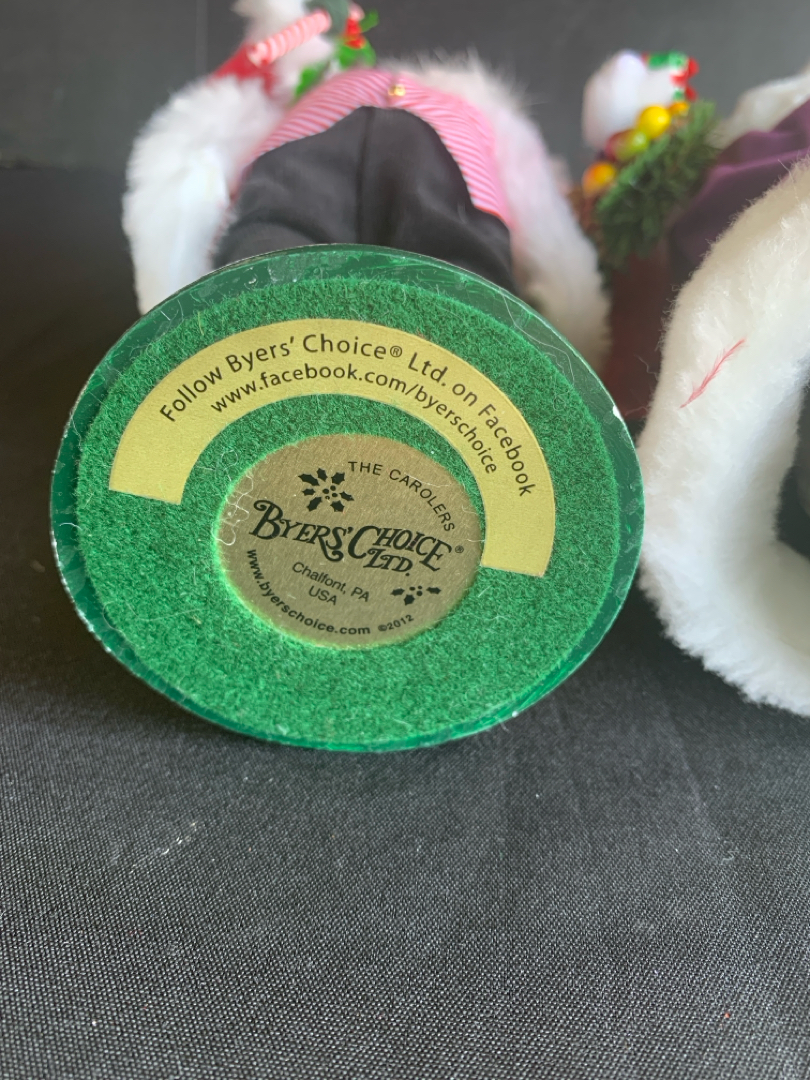 Follow Byers' Choice® Ltd. on Facebook
www.facebook.com/byerschoice
THE CAROLERS
BYERS' CHOICE®
LTD.
Chalfont, PA
USA
www.byerschoice.com ©2012